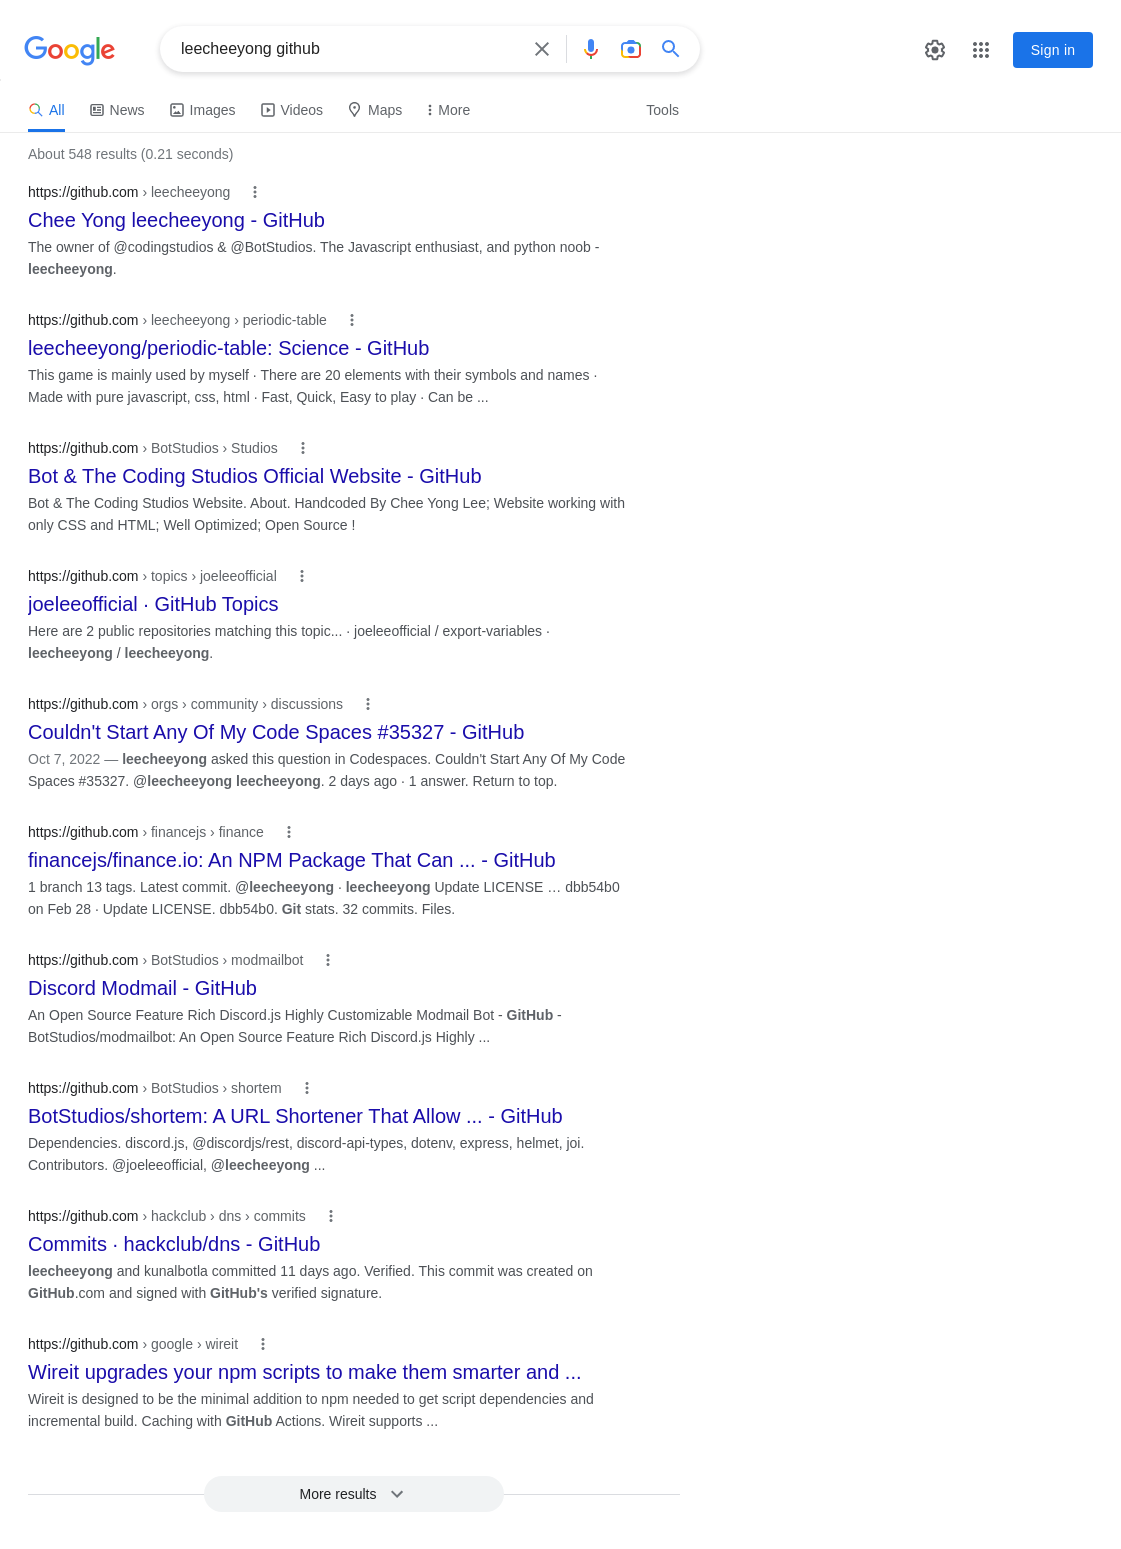 Google
leecheeyong github
Sign in
All News Images Videos Maps More Tools
About 548 results (0.21 seconds)
https://github.com › leecheeyong
Chee Yong leecheeyong - GitHub
The owner of @codingstudios & @BotStudios. The Javascript enthusiast, and python noob -
leecheeyong.
https://github.com › leecheeyong › periodic-table
leecheeyong/periodic-table: Science - GitHub
This game is mainly used by myself · There are 20 elements with their symbols and names ·
Made with pure javascript, css, html · Fast, Quick, Easy to play · Can be ...
https://github.com › BotStudios › Studios
Bot & The Coding Studios Official Website - GitHub
Bot & The Coding Studios Website. About. Handcoded By Chee Yong Lee; Website working with
only CSS and HTML; Well Optimized; Open Source !
https://github.com › topics › joeleeofficial
joeleeofficial · GitHub Topics
Here are 2 public repositories matching this topic... · joeleeofficial / export-variables ·
leecheeyong / leecheeyong.
https://github.com › orgs › community › discussions
Couldn't Start Any Of My Code Spaces #35327 - GitHub
Oct 7, 2022 — leecheeyong asked this question in Codespaces. Couldn't Start Any Of My Code
Spaces #35327. @leecheeyong leecheeyong. 2 days ago · 1 answer. Return to top.
https://github.com › financejs › finance
financejs/finance.io: An NPM Package That Can ... - GitHub
1 branch 13 tags. Latest commit. @leecheeyong · leecheeyong Update LICENSE … dbb54b0
on Feb 28 · Update LICENSE. dbb54b0. Git stats. 32 commits. Files.
https://github.com › BotStudios › modmailbot
Discord Modmail - GitHub
An Open Source Feature Rich Discord.js Highly Customizable Modmail Bot - GitHub -
BotStudios/modmailbot: An Open Source Feature Rich Discord.js Highly ...
https://github.com › BotStudios › shortem
BotStudios/shortem: A URL Shortener That Allow ... - GitHub
Dependencies. discord.js, @discordjs/rest, discord-api-types, dotenv, express, helmet, joi.
Contributors. @joeleeofficial, @leecheeyong ...
https://github.com › hackclub › dns › commits
Commits · hackclub/dns - GitHub
leecheeyong and kunalbotla committed 11 days ago. Verified. This commit was created on
GitHub.com and signed with GitHub's verified signature.
https://github.com › google › wireit
Wireit upgrades your npm scripts to make them smarter and ...
Wireit is designed to be the minimal addition to npm needed to get script dependencies and
incremental build. Caching with GitHub Actions. Wireit supports ...
More results